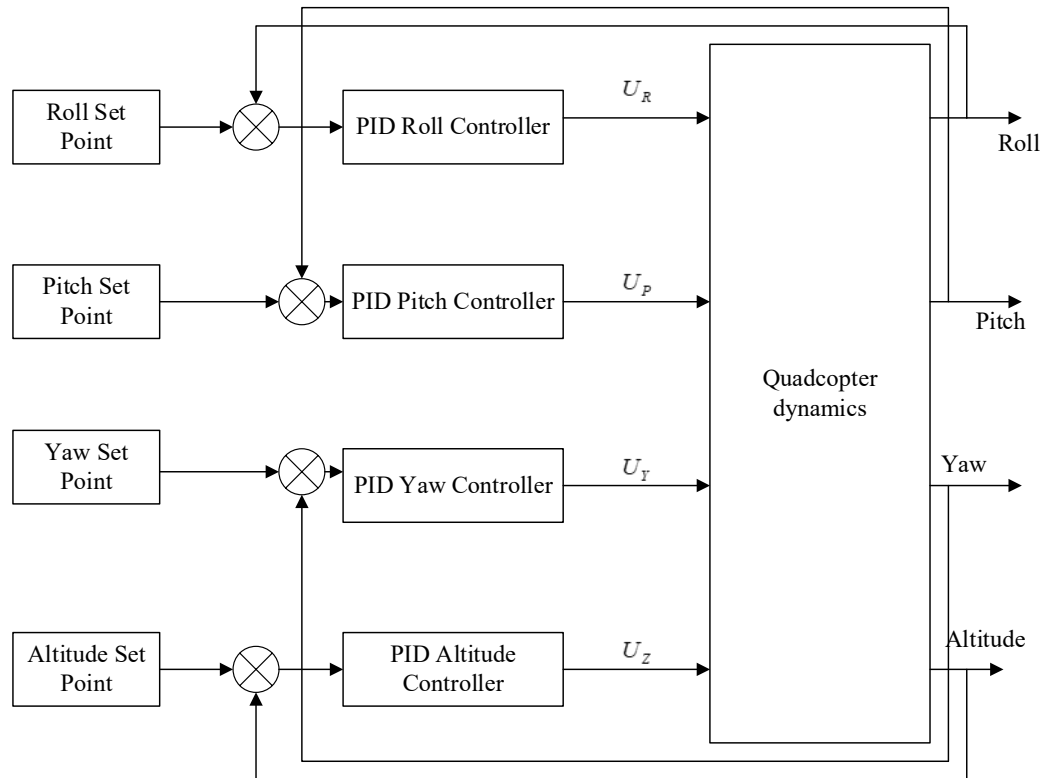 Roll Set
Point
PID Roll Controller
U_R
Roll
Pitch Set
Point
PID Pitch Controller
U_P
Pitch
Quadcopter
dynamics
Yaw Set
Point
PID Yaw Controller
U_Y
Yaw
Altitude Set
Point
PID Altitude
Controller
U_Z
Altitude